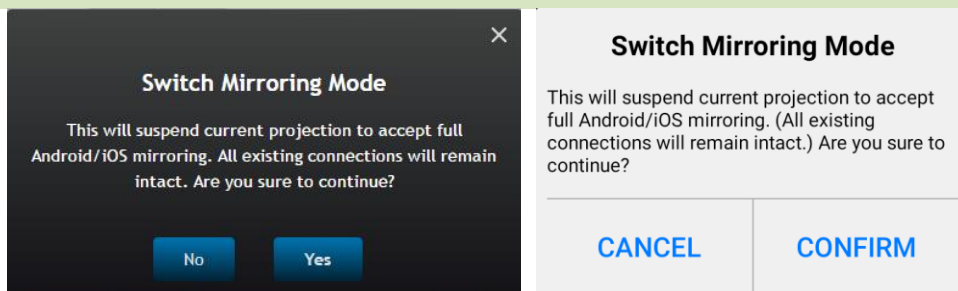 Switch Mirroring Mode
This will suspend current projection to accept full
Android/iOS mirroring. All existing connections will remain
intact. Are you sure to continue?
No
Yes
Switch Mirroring Mode
This will suspend current projection to accept
full Android/iOS mirroring. (All existing
connections will remain intact.) Are you sure to
continue?
CANCEL
CONFIRM